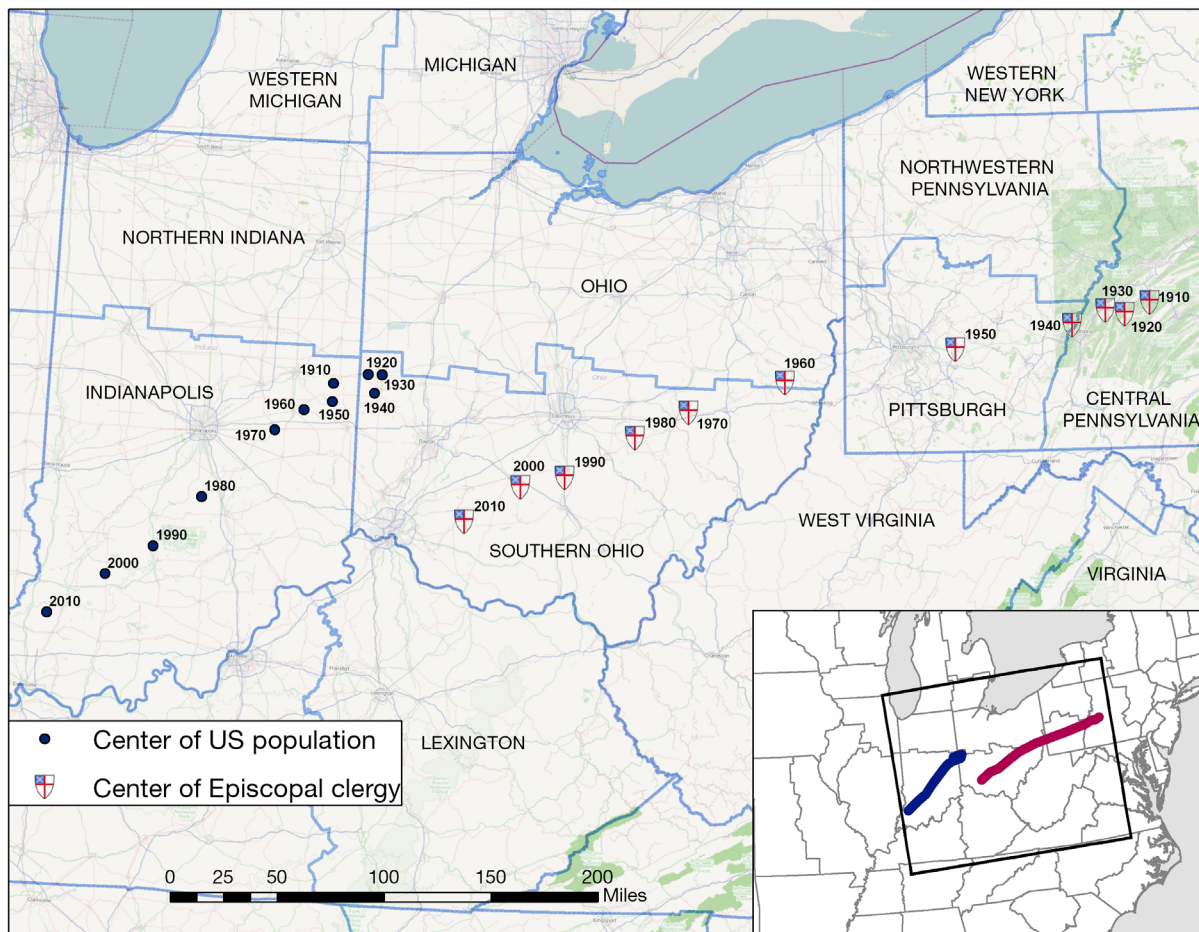 MICHIGAN
WESTERN
MICHIGAN
WESTERN
NEW YORK
NORTHWESTERN
PENNSYLVANIA
NORTHERN INDIANA
OHIO
1930
1910
1940
1920
1950
1960
1920
1910
1930
1940
INDIANAPOLIS
1960
1950
1970
CENTRAL
PENNSYLVANIA
PITTSBURGH
1980
1970
2000
1990
1980
2010
1990
2000
2010
SOUTHERN OHIO
WEST VIRGINIA
VIRGINIA
LEXINGTON
Center of US population
Center of Episcopal clergy
0 25 50 100 150 200
Miles